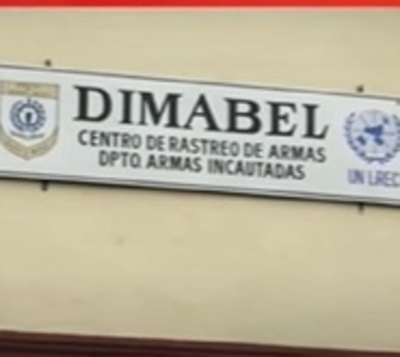 DIMABEL
CENTRO DE RASTREO DE ARMAS
DPTO. ARMAS INCAUTADAS
UN LIREC